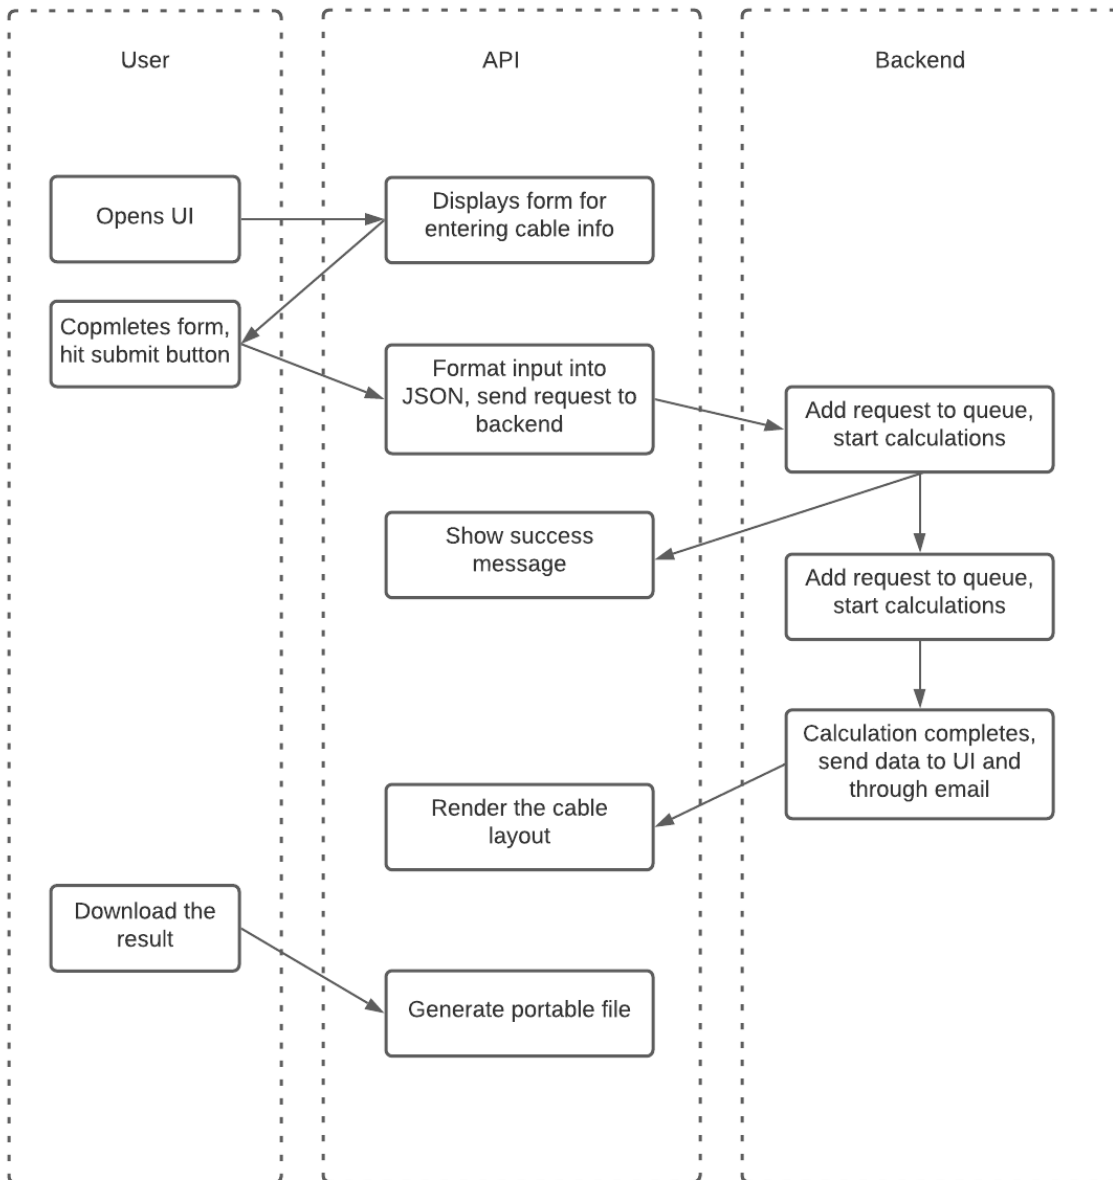 User
API
Backend
Opens UI
Displays form for
entering cable info
Copmletes form,
hit submit button
Format input into
JSON, send request to
backend
Add request to queue,
start calculations
Show success
message
Add request to queue,
start calculations
Calculation completes,
send data to UI and
through email
Render the cable
layout
Download the
result
Generate portable file